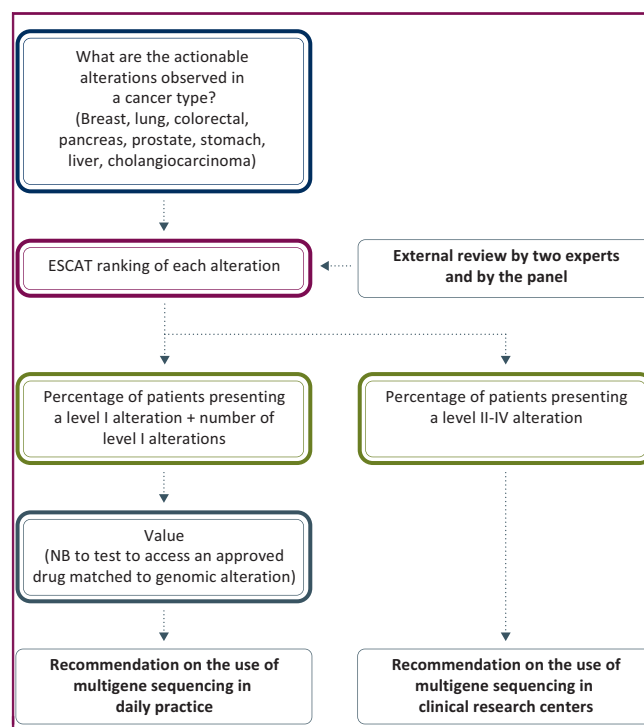 What are the actionable
alterations observed in
a cancer type?
(Breast, lung, colorectal,
pancreas, prostate, stomach,
liver, cholangiocarcinoma)
ESCAT ranking of each alteration
External review by two experts
and by the panel
Percentage of patients presenting
a level I alteration + number of
level I alterations
Percentage of patients presenting
a level II-IV alteration
Value
(NB to test to access an approved
drug matched to genomic alteration)
Recommendation on the use of
multigene sequencing in
daily practice
Recommendation on the use of
multigene sequencing in
clinical research centers